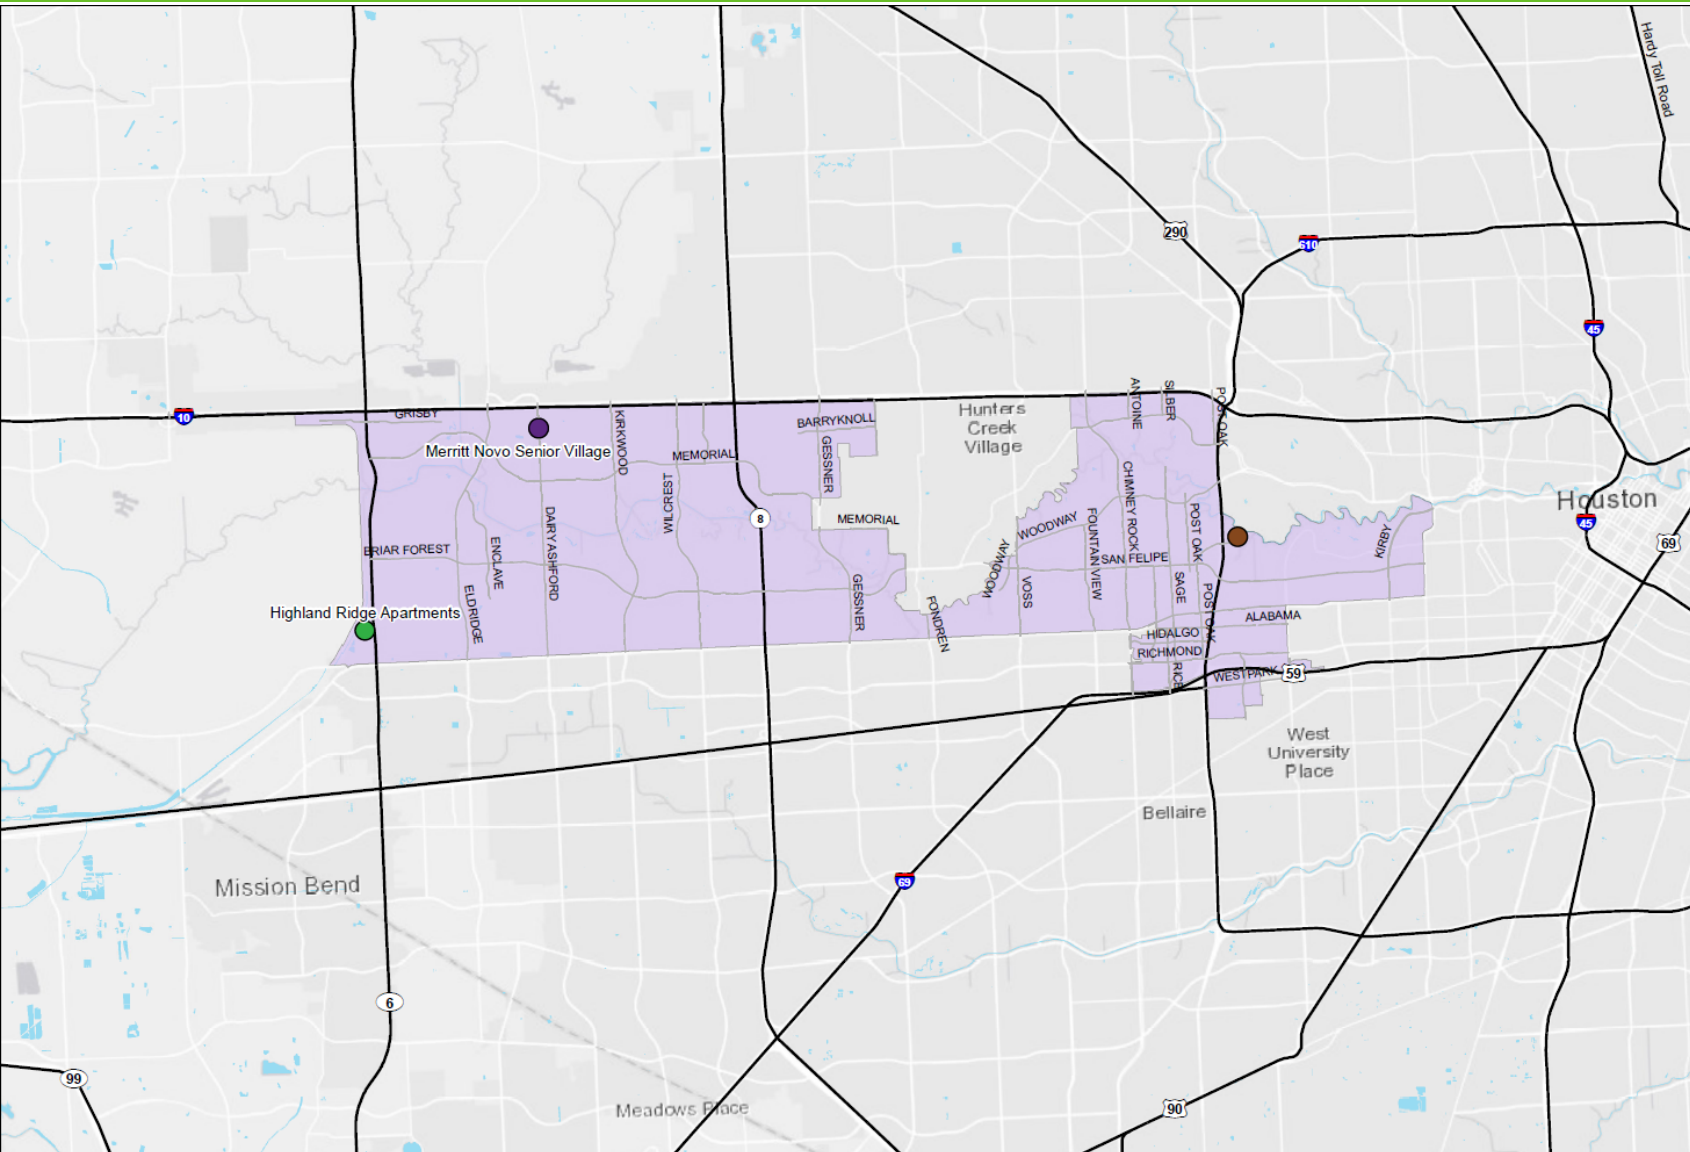 Hardy Toll Road
290
610
45
10
GRISBY
Merritt Novo Senior Village
KIRKWOOD
MEMORIAL
BARRYKNOLL
GESSNER
Hunters
Creek
Village
ANTOINE
SILBER
POST OAK
WILCREST
8
MEMORIAL
DAIRY ASHFORD
ENCLAVE
BRIAR FOREST
ELDRIDGE
Highland Ridge Apartments
GESSNER
FONDREN
WOODWAY
WOODWAY
VOSS
FOUNTAIN VIEW
CHIMNEY ROCK
SAN FELIPE
POST OAK
SAGE
POST OAK
KIRBY
Houston
45
69
ALABAMA
HIDALGO
RICHMOND
RICE
WESTPARK
59
West
University
Place
Bellaire
Mission Bend
69
6
99
Meadows Place
90